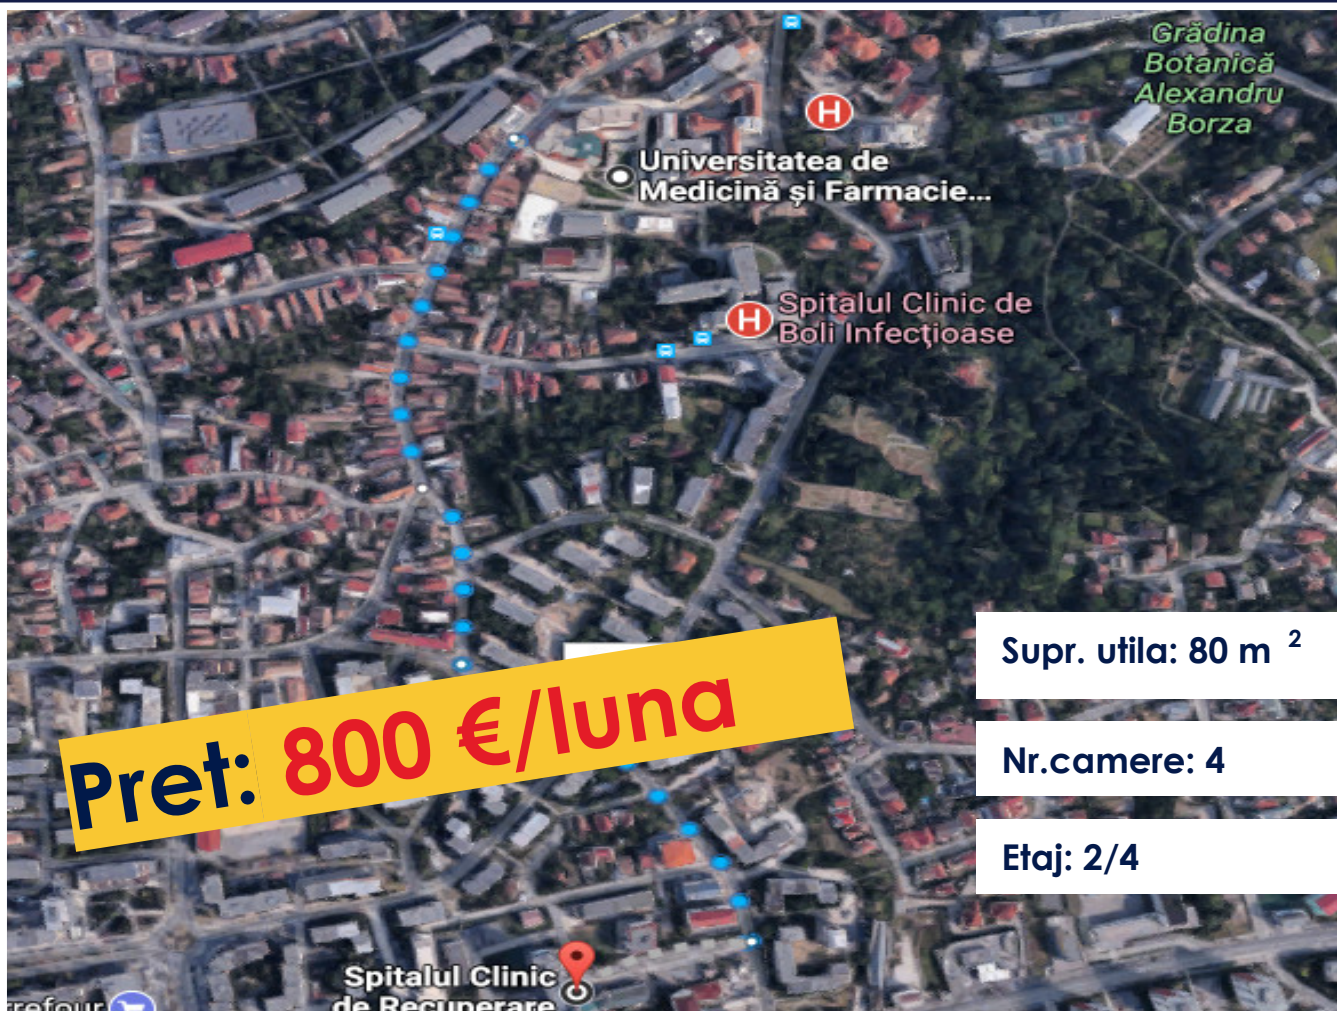 Grădina
Botanică
Alexandru
Borza
H
Universitatea de
Medicină și Farmacie...
H
Spitalul Clinic de
Boli Infecțioase
Supr. utila: 80 m 2
Pret: 800 €/luna
Nr.camere: 4
Etaj: 2/4
Spitalul Clinic
de Recuperare
rrefour